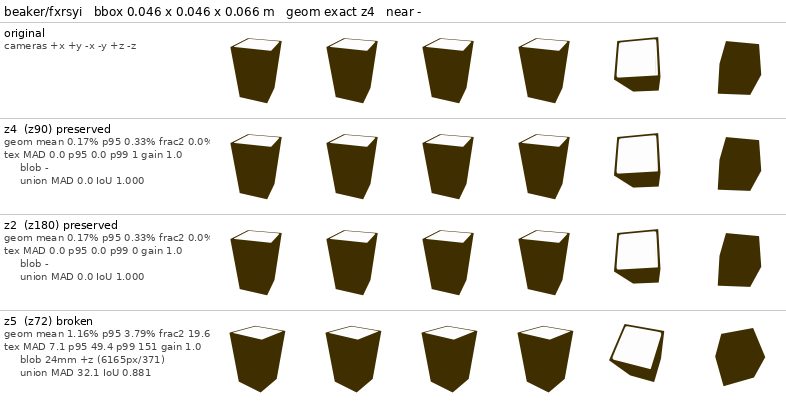 beaker/fxrsyi   bbox 0.046 x 0.046 x 0.066 m   geom exact z4   near -
original
cameras +x +y -x -y +z -z
z4  (z90) preserved
geom mean 0.17% p95 0.33% frac2 0.0%
tex MAD 0.0 p95 0.0 p99 1 gain 1.0
blob -
union MAD 0.0 IoU 1.000
z2  (z180) preserved
geom mean 0.17% p95 0.33% frac2 0.0%
tex MAD 0.0 p95 0.0 p99 0 gain 1.0
blob -
union MAD 0.0 IoU 1.000
z5  (z72) broken
geom mean 1.16% p95 3.79% frac2 19.6
tex MAD 7.1 p95 49.4 p99 151 gain 1.0
blob 24mm +z (6165px/371)
union MAD 32.1 IoU 0.881